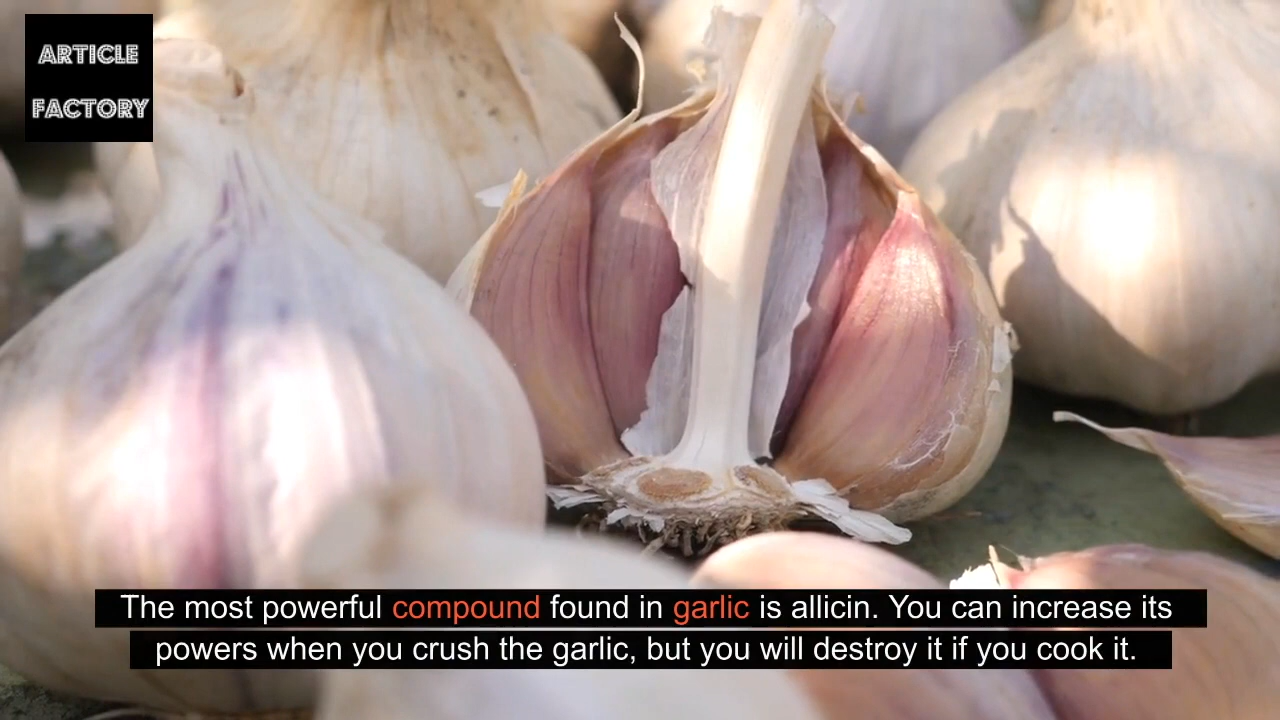 ARTICLE
FACTORY
The most powerful compound found in garlic is allicin. You can increase its
powers when you crush the garlic, but you will destroy it if you cook it.